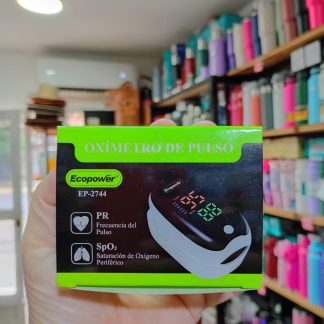 OXÍMETRO DE PULSO
Ecopower
EP-2744
PR
Frecuencia del
Pulso
SpO₂
Saturación de Oxígeno
Periférico